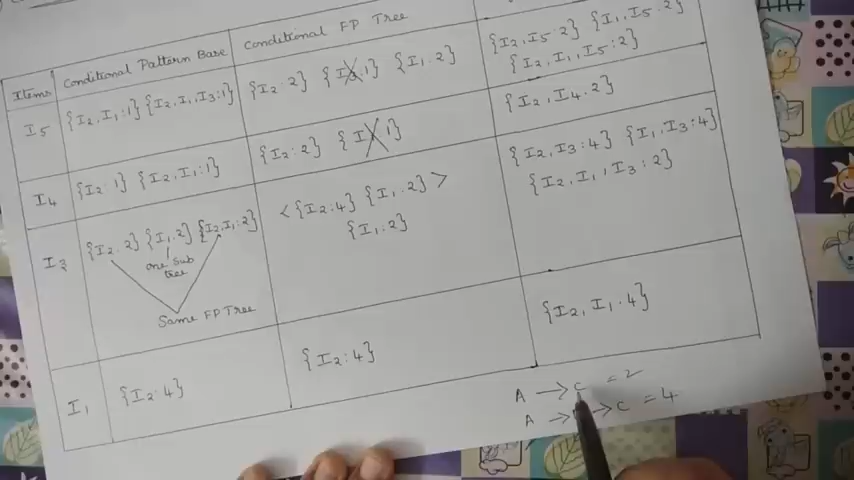 Items
Conditional Pattern Base
Conditional FP Tree
I5
{I2, I1 : 1} {I2, I1, I3 : 1}
{I2 : 2} {I3 : 1} {I1 : 2}
{I2, I5 : 2} {I1, I5 : 2}
{I2, I1, I5 : 2}
I4
{I2 : 1} {I2, I1 : 1}
{I2 : 2} {I1 : 1}
{I2, I4 : 2}
I3
{I2 : 2} {I1 : 2} {I2, I1 : 2}
one sub
tree
Same FP Tree
< {I2 : 4} {I1 : 2} >
{I1 : 2}
{I2, I3 : 4} {I1, I3 : 4}
{I2, I1, I3 : 2}
I1
{I2 : 4}
{I2 : 4}
{I2, I1 : 4}
A → C = 2
A → → C = 4